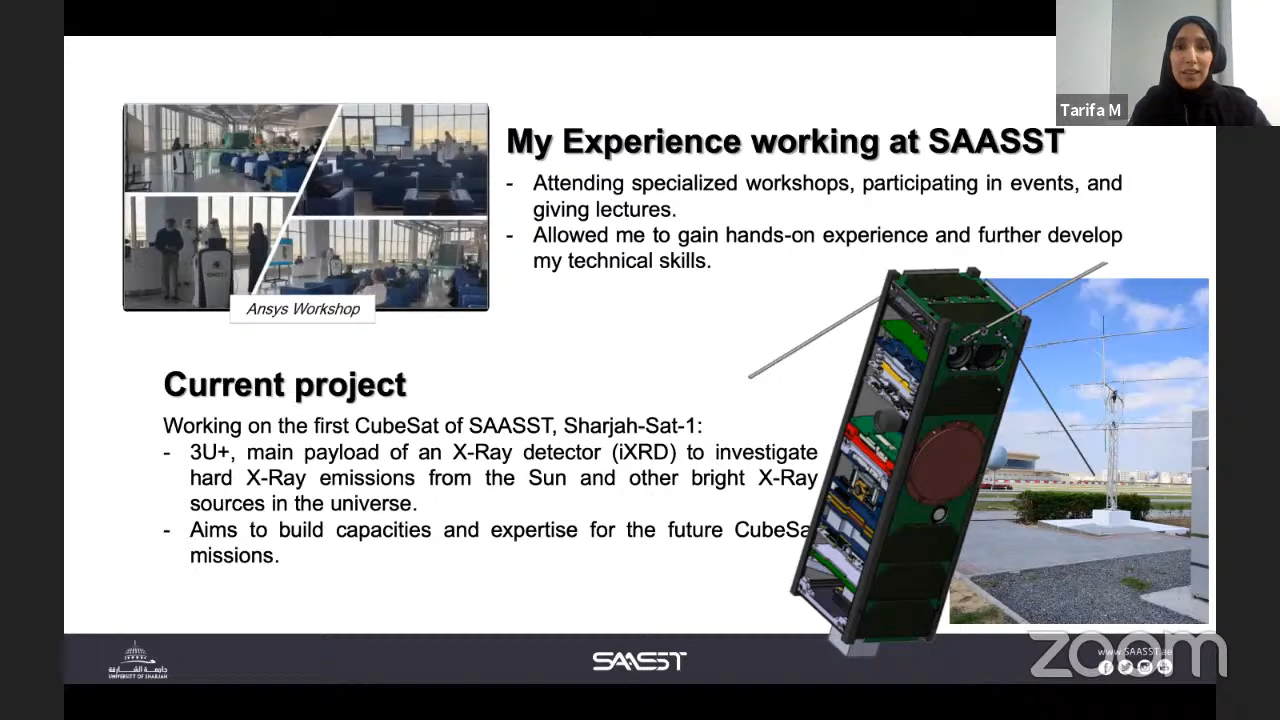 Tarifa M
My Experience working at SAASST
- Attending specialized workshops, participating in events, and
giving lectures.
- Allowed me to gain hands-on experience and further develop
my technical skills.
Ansys Workshop
Current project
Working on the first CubeSat of SAASST, Sharjah-Sat-1:
- 3U+, main payload of an X-Ray detector (iXRD) to investigate
hard X-Ray emissions from the Sun and other bright X-Ray
sources in the universe.
- Aims to build capacities and expertise for the future CubeSa
missions.
جامعة الشارقة
UNIVERSITY OF SHARJAH
SAASST
www.SAASST.ae
zoom